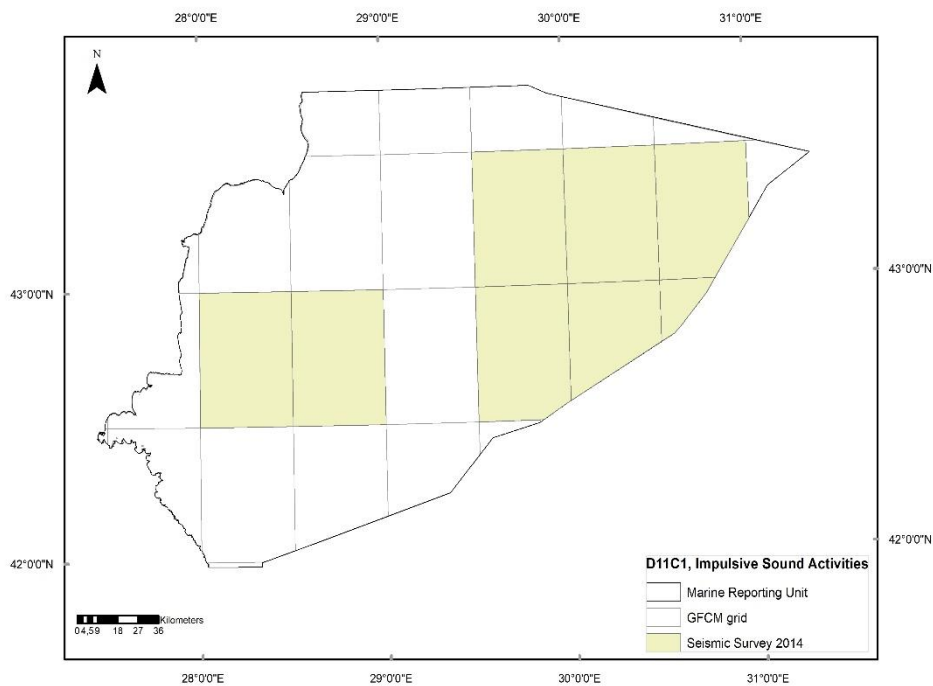 28°0'0"E 29°0'0"E 30°0'0"E 31°0'0"E
N
43°0'0"N
43°0'0"N
42°0'0"N
42°0'0"N
D11C1, Impulsive Sound Activities
Marine Reporting Unit
GFCM grid
Seismic Survey 2014
Kilometers
0 4,5 9 18 27 36
28°0'0"E 29°0'0"E 30°0'0"E 31°0'0"E